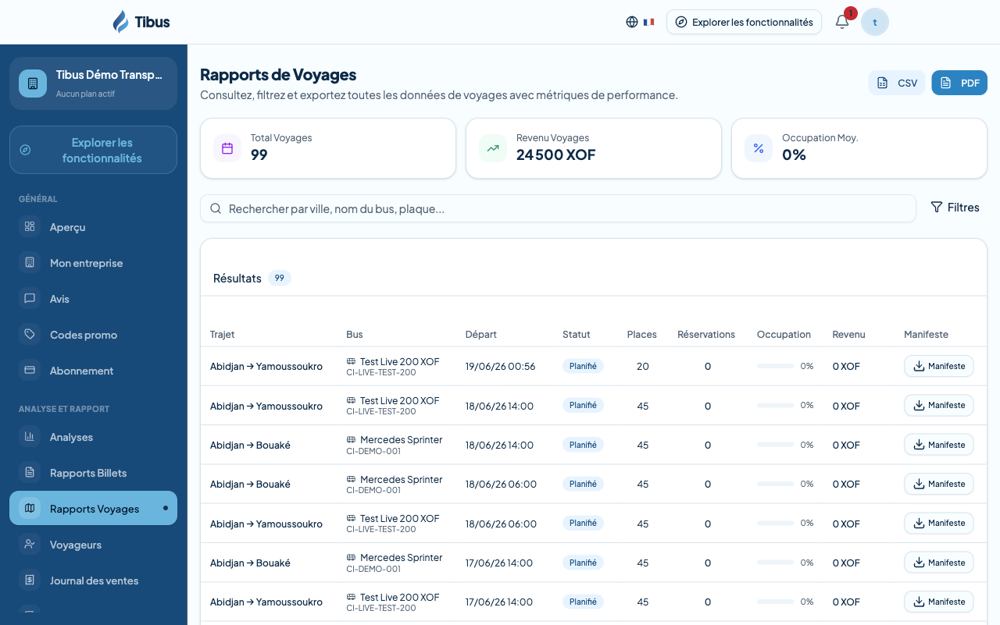 Tibus
Explorer les fonctionnalités
1
t
Tibus Démo Transp...
Aucun plan actif
Explorer les
fonctionnalités
GÉNÉRAL
Aperçu
Mon entreprise
Avis
Codes promo
Abonnement
ANALYSE ET RAPPORT
Analyses
Rapports Billets
Rapports Voyages
Voyageurs
Journal des ventes
Rapports de Voyages
Consultez, filtrez et exportez toutes les données de voyages avec métriques de performance.
CSV
PDF
Total Voyages
99
Revenu Voyages
24 500 XOF
Occupation Moy.
0%
Rechercher par ville, nom du bus, plaque...
Filtres
Résultats 99
Trajet Bus Départ Statut Places Réservations Occupation Revenu Manifeste
Abidjan → Yamoussoukro Test Live 200 XOF 19/06/26 00:56 Planifié 20 0 0% 0 XOF Manifeste
CI-LIVE-TEST-200
Abidjan → Yamoussoukro Test Live 200 XOF 18/06/26 14:00 Planifié 45 0 0% 0 XOF Manifeste
CI-LIVE-TEST-200
Abidjan → Bouaké Mercedes Sprinter 18/06/26 14:00 Planifié 45 0 0% 0 XOF Manifeste
CI-DEMO-001
Abidjan → Bouaké Mercedes Sprinter 18/06/26 06:00 Planifié 45 0 0% 0 XOF Manifeste
CI-DEMO-001
Abidjan → Yamoussoukro Test Live 200 XOF 18/06/26 06:00 Planifié 45 0 0% 0 XOF Manifeste
CI-LIVE-TEST-200
Abidjan → Bouaké Mercedes Sprinter 17/06/26 14:00 Planifié 45 0 0% 0 XOF Manifeste
CI-DEMO-001
Abidjan → Yamoussoukro Test Live 200 XOF 17/06/26 14:00 Planifié 45 0 0% 0 XOF Manifeste
CI-LIVE-TEST-200